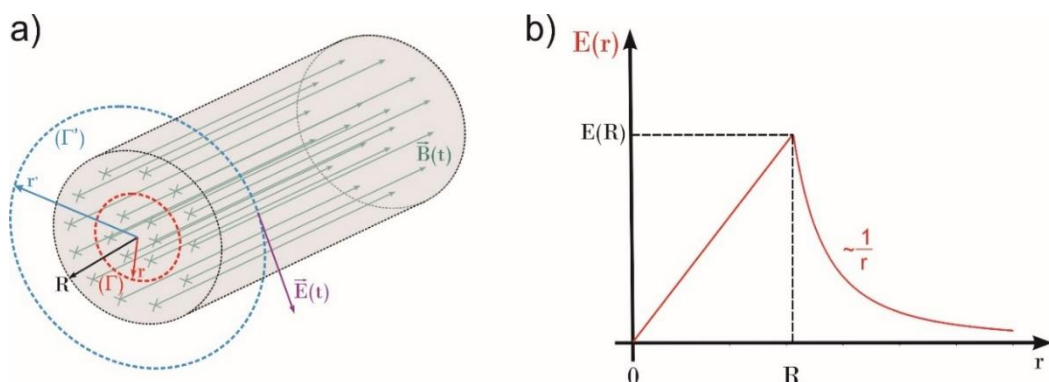 a)
(Γ')
r'
R
(Γ)
r
B⃗(t)
E⃗(t)
b)
E(r)
E(R)
~1/r
0
R
r